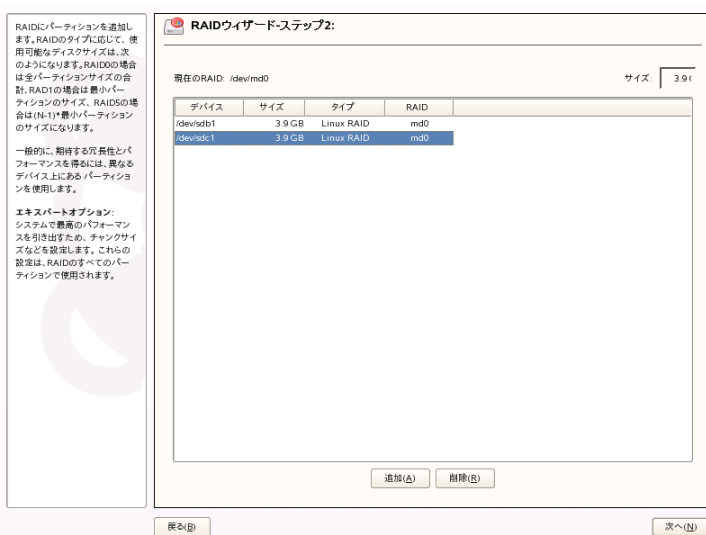 RAIDにパーティションを追加し
ます。RAIDのタイプに応じて、使
用可能なディスクサイズは、次
のようになります。RAID0の場合
は全パーティションサイズの合
計、RAD1の場合は最小パー
ティションのサイズ、RAID5の場
合は(N-1)*最小パーティション
のサイズになります。
一般的に、期待する冗長性とパ
フォーマンスを得るには、異なる
デバイス上にある パーティショ
ンを使用します。
エキスパートオプション:
システムで最高のパフォーマン
スを引き出すため、チャンクサイ
ズなどを設定します。これらの
設定は、RAIDのすべてのパー
ティションで使用されます。
RAIDウィザード-ステップ2:
現在のRAID: /dev/md0
サイズ: 3.9
デバイス サイズ タイプ RAID
/dev/sdb1 3.9 GB Linux RAID md0
/dev/sdc1 3.9 GB Linux RAID md0
追加(A) 削除(R)
戻る(B) 次へ(N)